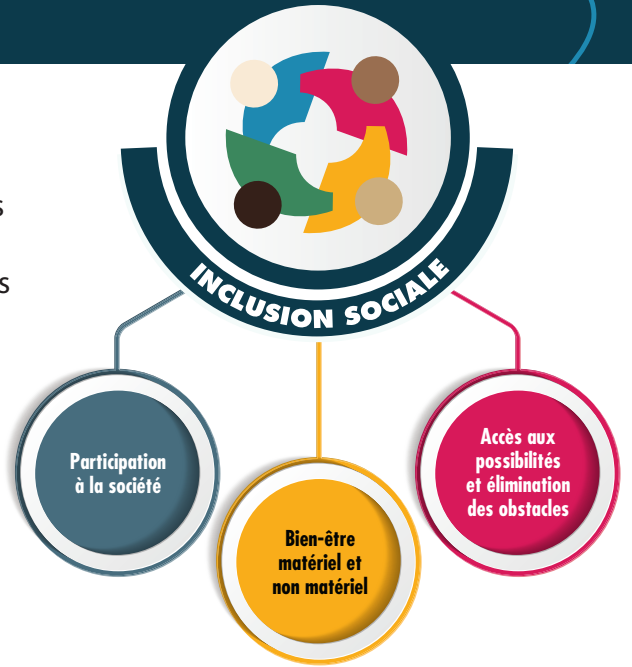 s
s
INCLUSION SOCIALE
Participation
à la société
Bien-être
matériel et
non matériel
Accès aux
possibilités
et élimination
des obstacles